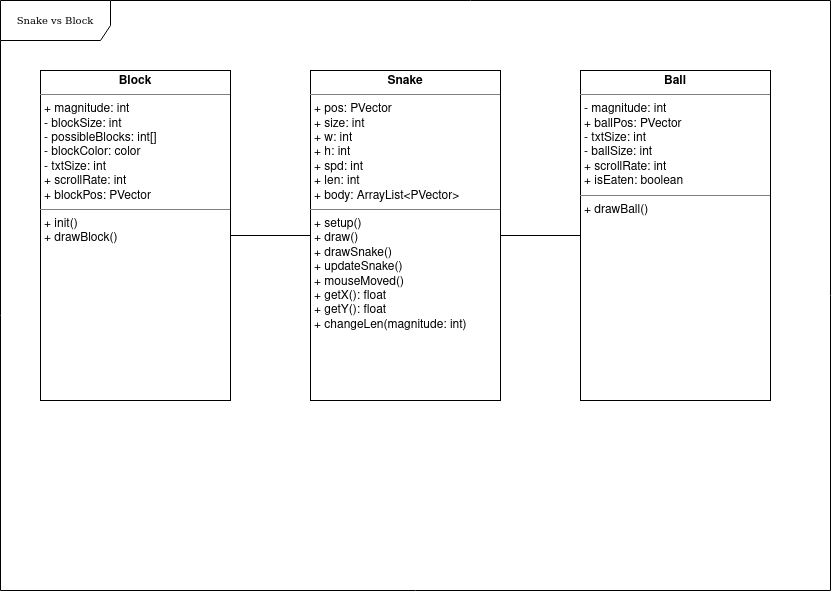 Snake vs Block
Block
+ magnitude: int
- blockSize: int
- possibleBlocks: int[]
- blockColor: color
- txtSize: int
+ scrollRate: int
+ blockPos: PVector
+ init()
+ drawBlock()
Snake
+ pos: PVector
+ size: int
+ w: int
+ h: int
+ spd: int
+ len: int
+ body: ArrayList<PVector>
+ setup()
+ draw()
+ drawSnake()
+ updateSnake()
+ mouseMoved()
+ getX(): float
+ getY(): float
+ changeLen(magnitude: int)
Ball
- magnitude: int
+ ballPos: PVector
- txtSize: int
- ballSize: int
+ scrollRate: int
+ isEaten: boolean
+ drawBall()